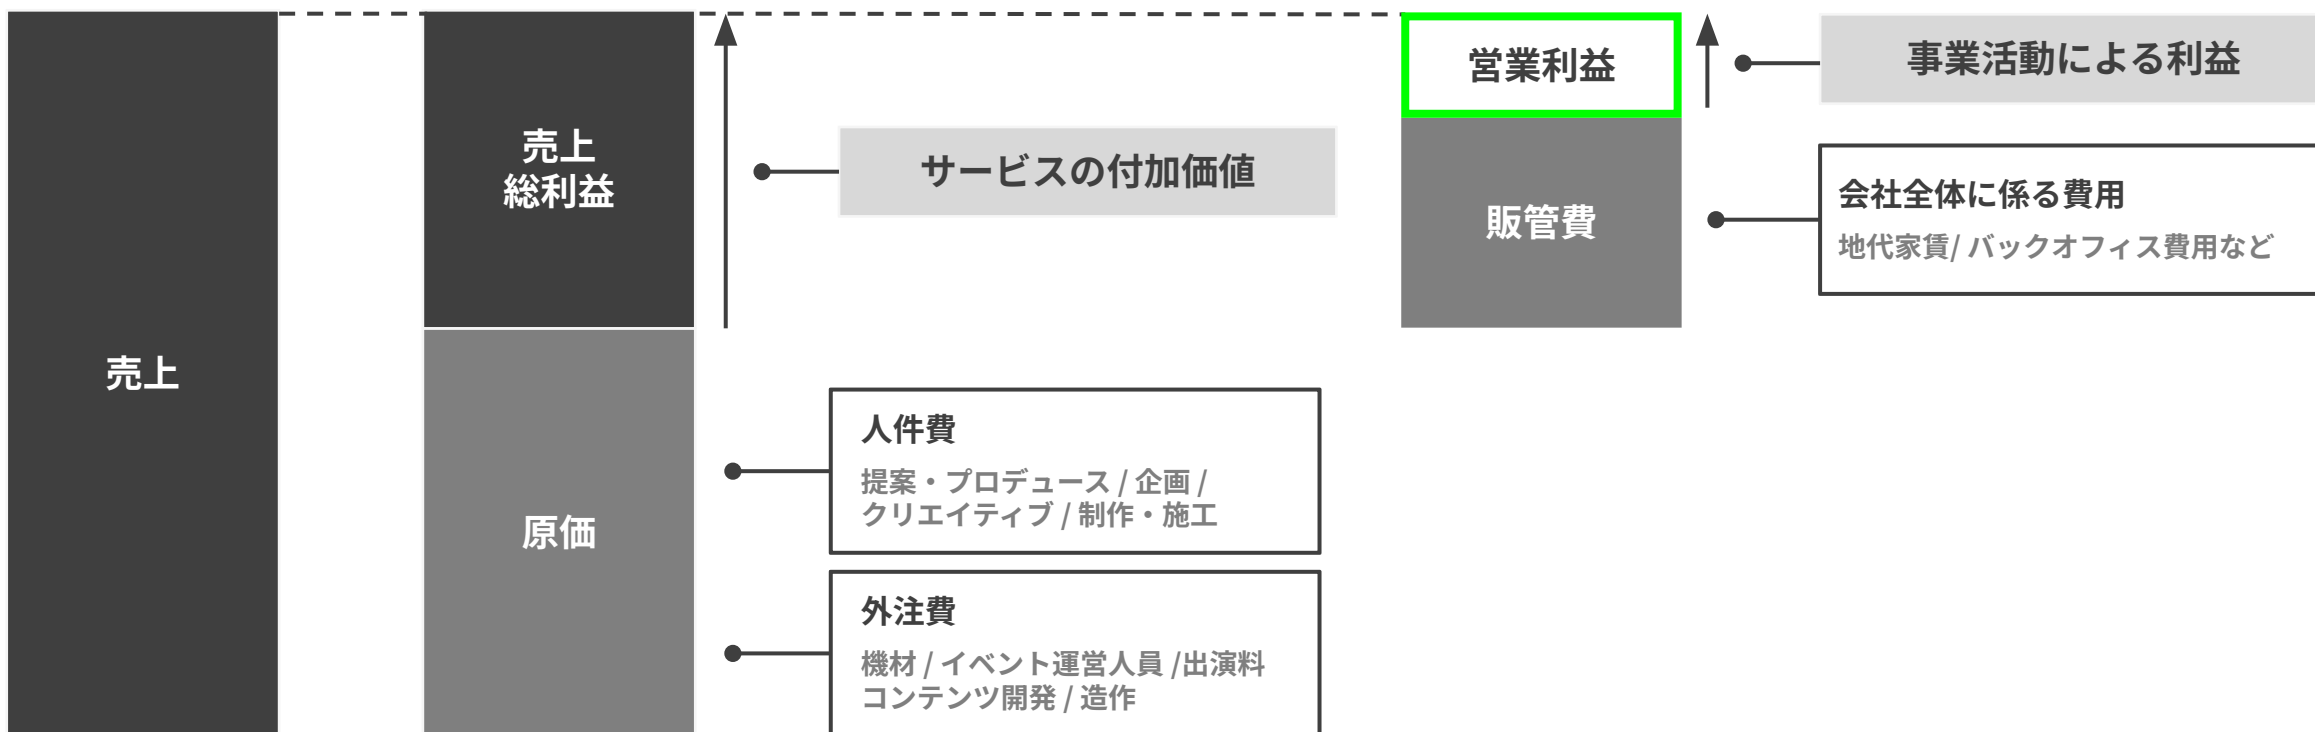 売上
売上
総利益
原価
サービスの付加価値
人件費
提案・プロデュース / 企画 /
クリエイティブ / 制作・施工
外注費
機材 / イベント運営人員 /出演料
コンテンツ開発 / 造作
営業利益
販管費
事業活動による利益
会社全体に係る費用
地代家賃/ バックオフィス費用など